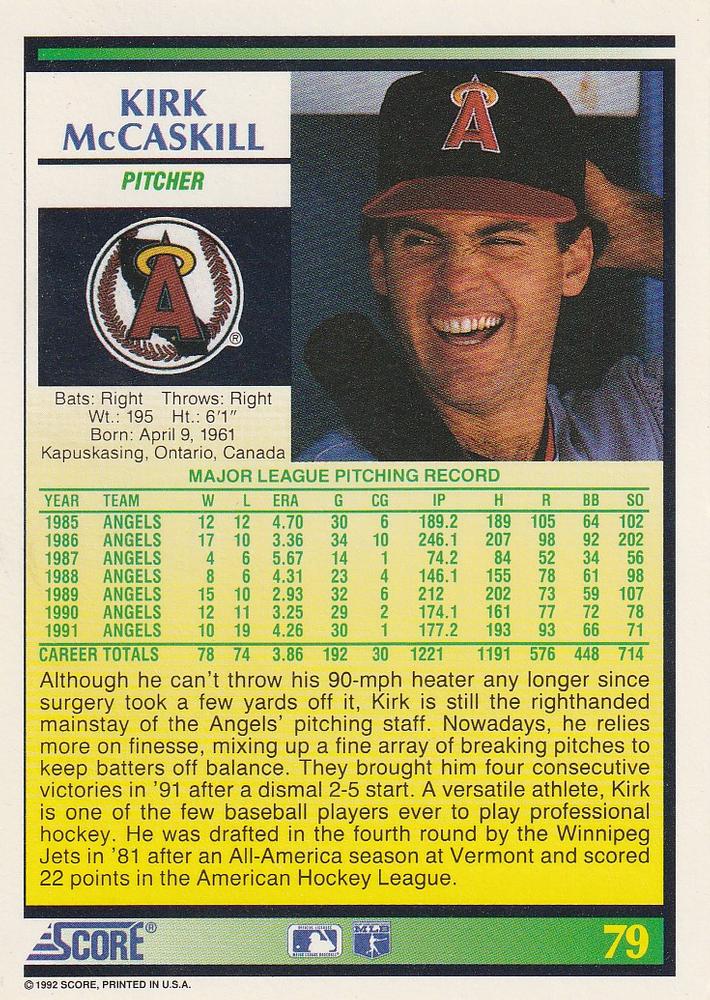 KIRK
McCASKILL
PITCHER
A
A
®
Bats: Right Throws: Right
Wt.: 195 Ht.: 6'1"
Born: April 9, 1961
Kapuskasing, Ontario, Canada
MAJOR LEAGUE PITCHING RECORD
YEAR TEAM W L ERA G CG IP H R BB SO
1985 ANGELS 12 12 4.70 30 6 189.2 189 105 64 102
1986 ANGELS 17 10 3.36 34 10 246.1 207 98 92 202
1987 ANGELS 4 6 5.67 14 1 74.2 84 52 34 56
1988 ANGELS 8 6 4.31 23 4 146.1 155 78 61 98
1989 ANGELS 15 10 2.93 32 6 212 202 73 59 107
1990 ANGELS 12 11 3.25 29 2 174.1 161 77 72 78
1991 ANGELS 10 19 4.26 30 1 177.2 193 93 66 71
CAREER TOTALS 78 74 3.86 192 30 1221 1191 576 448 714
Although he can't throw his 90-mph heater any longer since
surgery took a few yards off it, Kirk is still the righthanded
mainstay of the Angels' pitching staff. Nowadays, he relies
more on finesse, mixing up a fine array of breaking pitches to
keep batters off balance. They brought him four consecutive
victories in '91 after a dismal 2-5 start. A versatile athlete, Kirk
is one of the few baseball players ever to play professional
hockey. He was drafted in the fourth round by the Winnipeg
Jets in '81 after an All-America season at Vermont and scored
22 points in the American Hockey League.
SCORE®
MLB
79
© 1992 SCORE, PRINTED IN U.S.A.